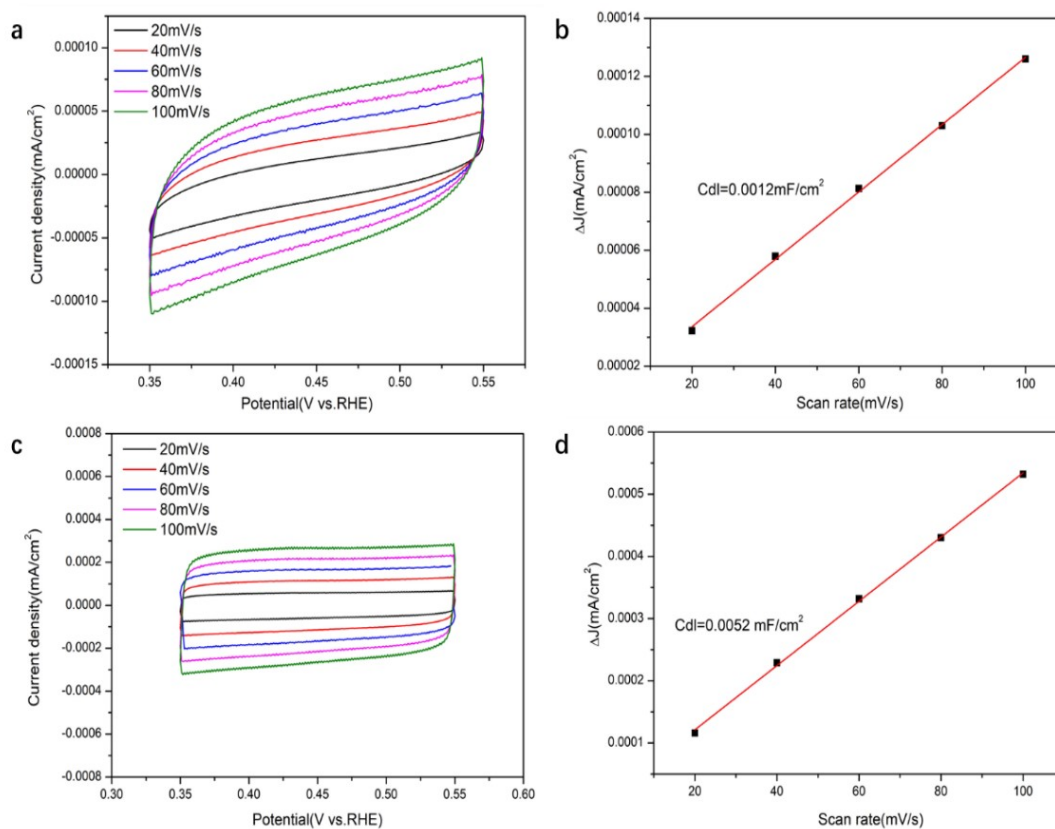 a
20mV/s
40mV/s
60mV/s
80mV/s
100mV/s
0.00010
0.00005
0.00000
-0.00005
-0.00010
-0.00015
Current density(mA/cm²)
0.35
0.40
0.45
0.50
0.55
Potential(V vs.RHE)
b
0.00014
0.00012
0.00010
0.00008
0.00006
0.00004
0.00002
ΔJ(mA/cm²)
Cdl=0.0012mF/cm²
20
40
60
80
100
Scan rate(mV/s)
c
20mV/s
40mV/s
60mV/s
80mV/s
100mV/s
0.0008
0.0006
0.0004
0.0002
0.0000
-0.0002
-0.0004
-0.0006
-0.0008
Current density(mA/cm²)
0.30
0.35
0.40
0.45
0.50
0.55
0.60
Potential(V vs.RHE)
d
0.0006
0.0005
0.0004
0.0003
0.0002
0.0001
ΔJ(mA/cm²)
Cdl=0.0052 mF/cm²
20
40
60
80
100
Scan rate(mV/s)